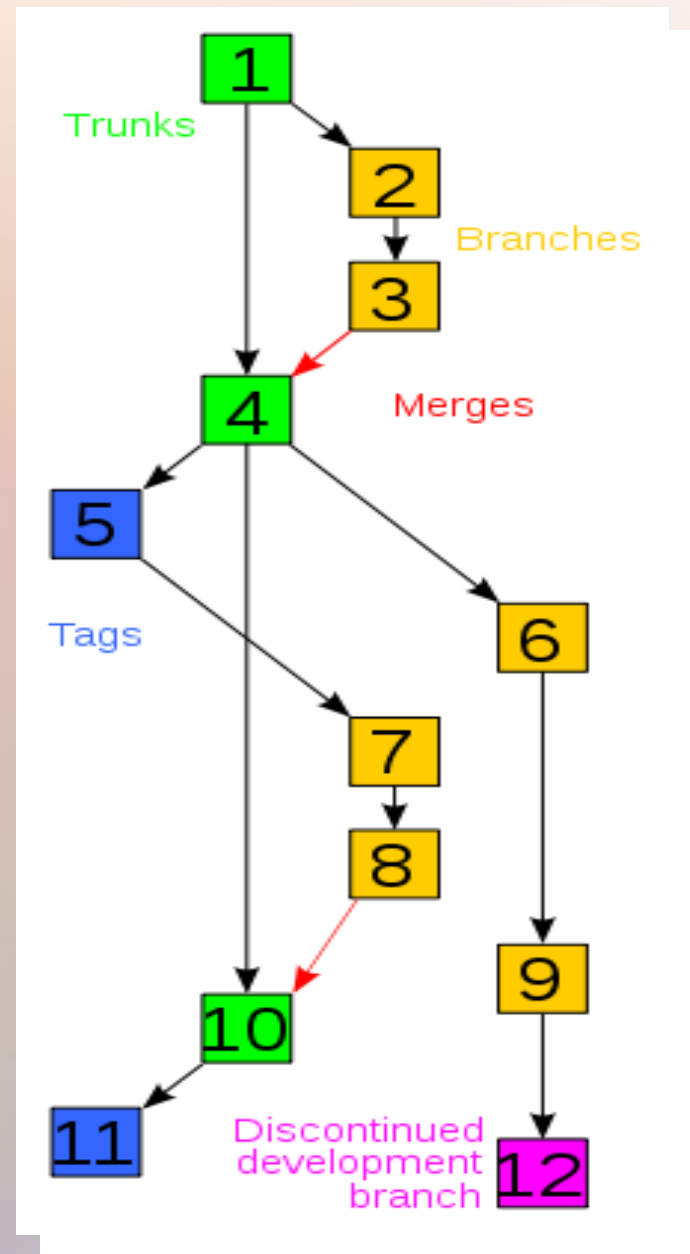 1
Trunks
2
Branches
3
4
Merges
5
6
Tags
7
8
9
10
11
Discontinued
development
branch
12